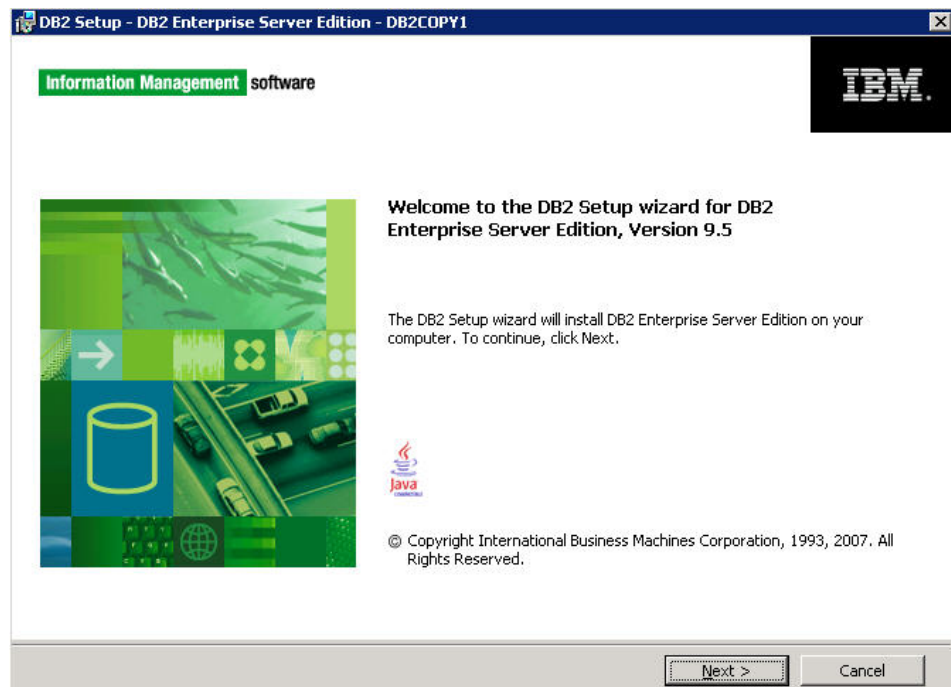 DB2 Setup - DB2 Enterprise Server Edition - DB2COPY1
Information Management software
IBM.
Welcome to the DB2 Setup wizard for DB2
Enterprise Server Edition, Version 9.5
The DB2 Setup wizard will install DB2 Enterprise Server Edition on your
computer. To continue, click Next.
Java
© Copyright International Business Machines Corporation, 1993, 2007. All
Rights Reserved.
Next >
Cancel